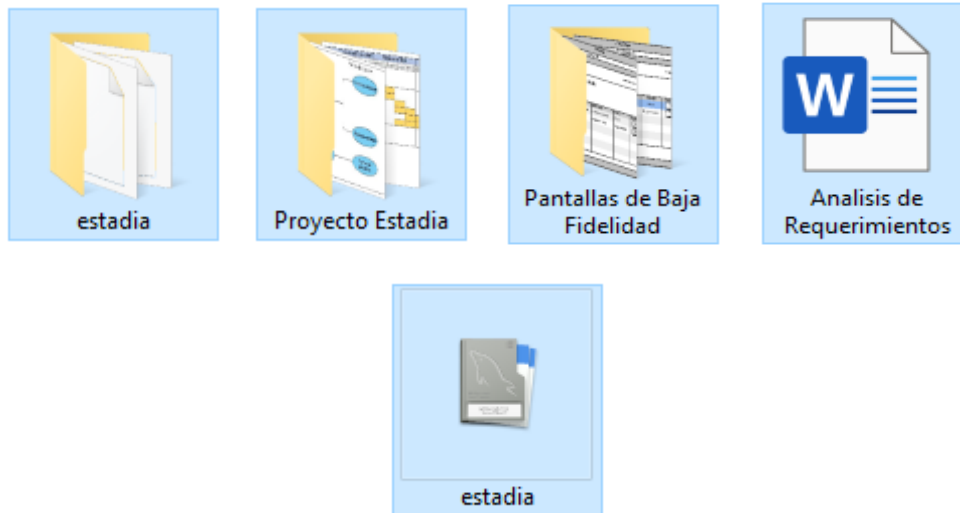 estadia
Proyecto Estadia
Pantallas de Baja
Fidelidad
W
Analisis de
Requerimientos
estadia